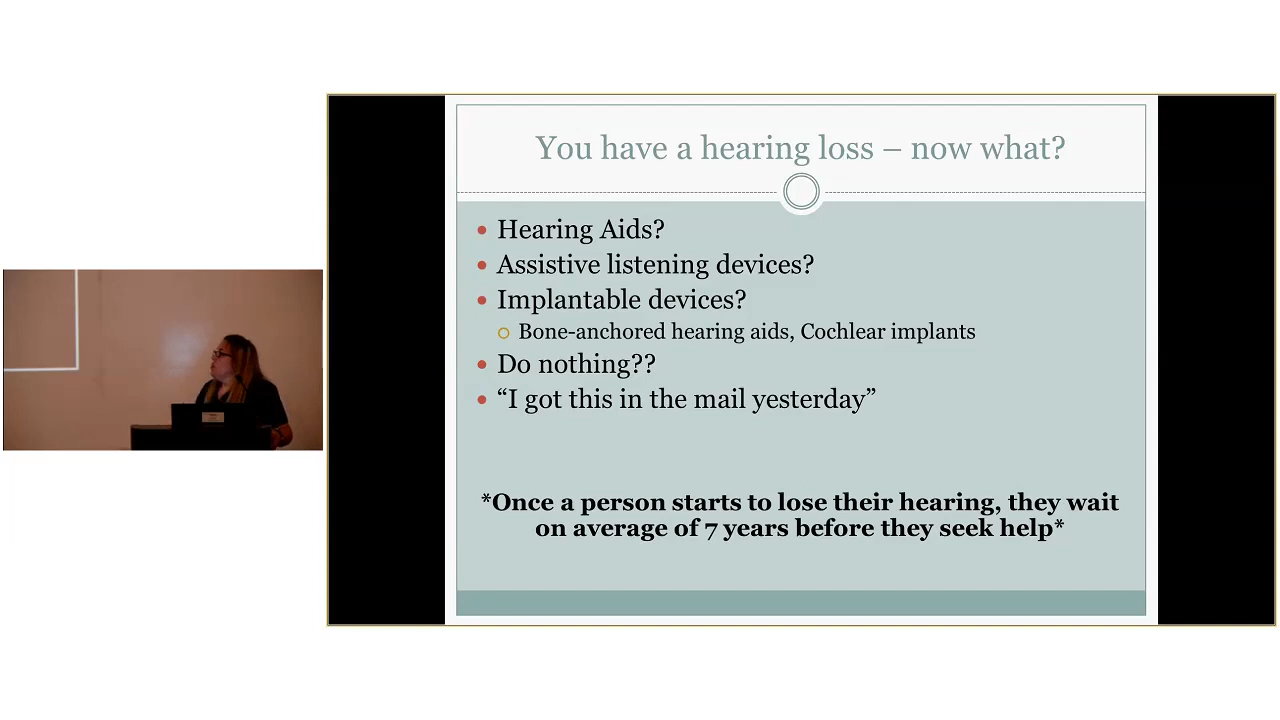 You have a hearing loss – now what?
• Hearing Aids?
• Assistive listening devices?
• Implantable devices?
○ Bone-anchored hearing aids, Cochlear implants
• Do nothing??
• “I got this in the mail yesterday”
*Once a person starts to lose their hearing, they wait
on average of 7 years before they seek help*